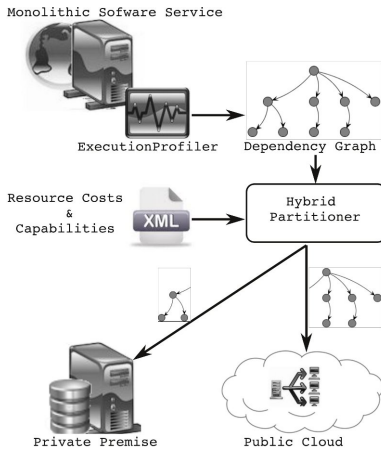 Monolithic Sofware Service
ExecutionProfiler
Dependency Graph
Resource Costs
&
Capabilities
XML
Hybrid
Partitioner
Private Premise
Public Cloud